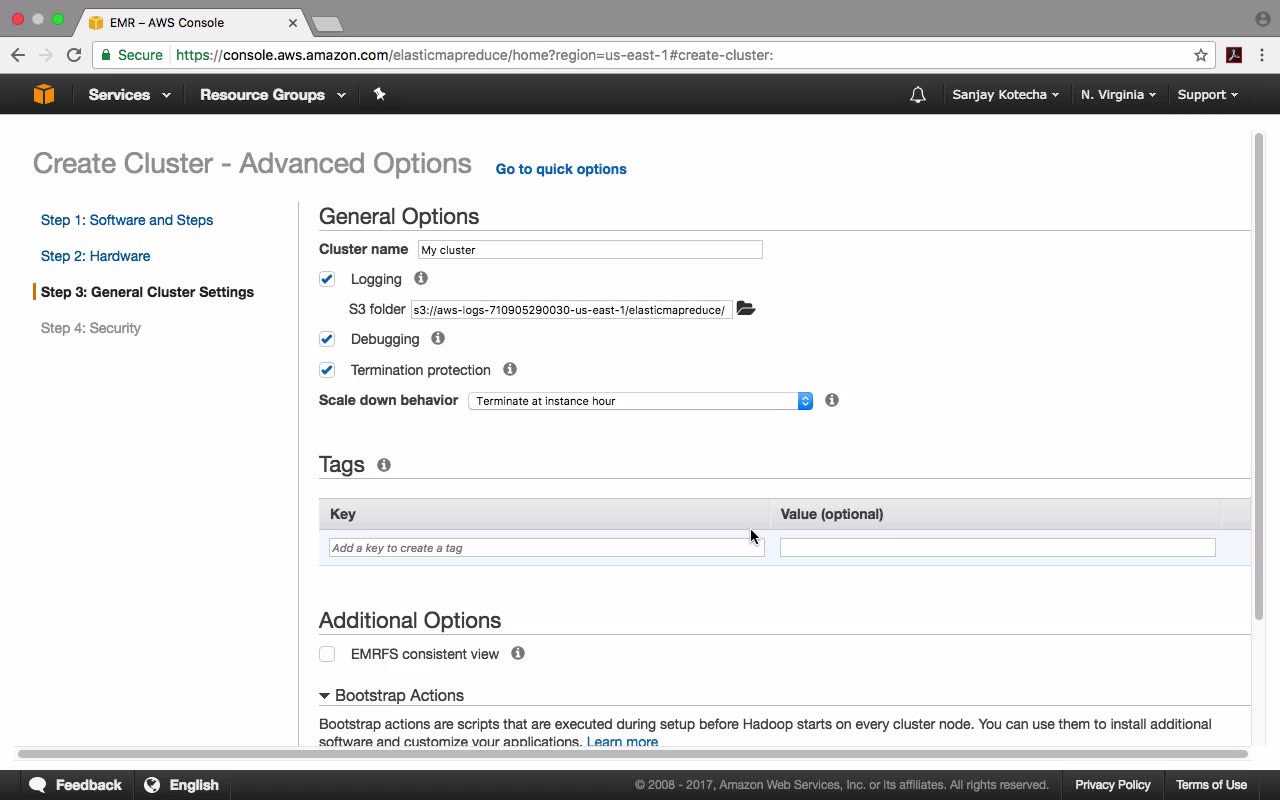 EMR – AWS Console
Secure https://console.aws.amazon.com/elasticmapreduce/home?region=us-east-1#create-cluster:
Services Resource Groups Sanjay Kotecha N. Virginia Support
Create Cluster - Advanced Options Go to quick options
Step 1: Software and Steps
Step 2: Hardware
Step 3: General Cluster Settings
Step 4: Security
General Options
Cluster name My cluster
Logging
S3 folder s3://aws-logs-710905290030-us-east-1/elasticmapreduce/
Debugging
Termination protection
Scale down behavior Terminate at instance hour
Tags
Key Value (optional)
Add a key to create a tag
Additional Options
EMRFS consistent view
Bootstrap Actions
Bootstrap actions are scripts that are executed during setup before Hadoop starts on every cluster node. You can use them to install additional
software and customize your applications. Learn more
Feedback English © 2008 - 2017, Amazon Web Services, Inc. or its affiliates. All rights reserved. Privacy Policy Terms of Use